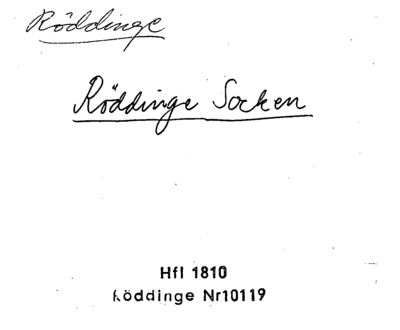 Röddinge
Röddinge Socken
Hfl 1810
Röddinge Nr10119